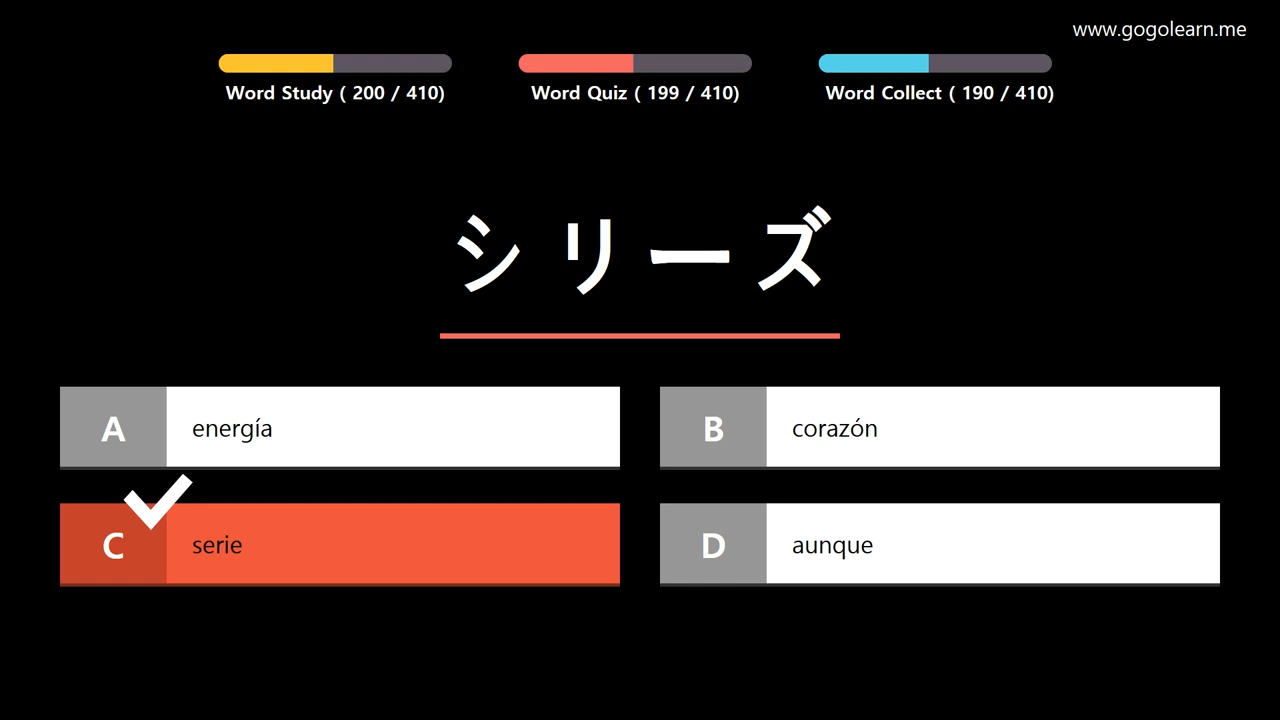 www.gogolearn.me
Word Study ( 200 / 410)
Word Quiz ( 199 / 410)
Word Collect ( 190 / 410)
シリーズ
A energía
B corazón
C serie
D aunque